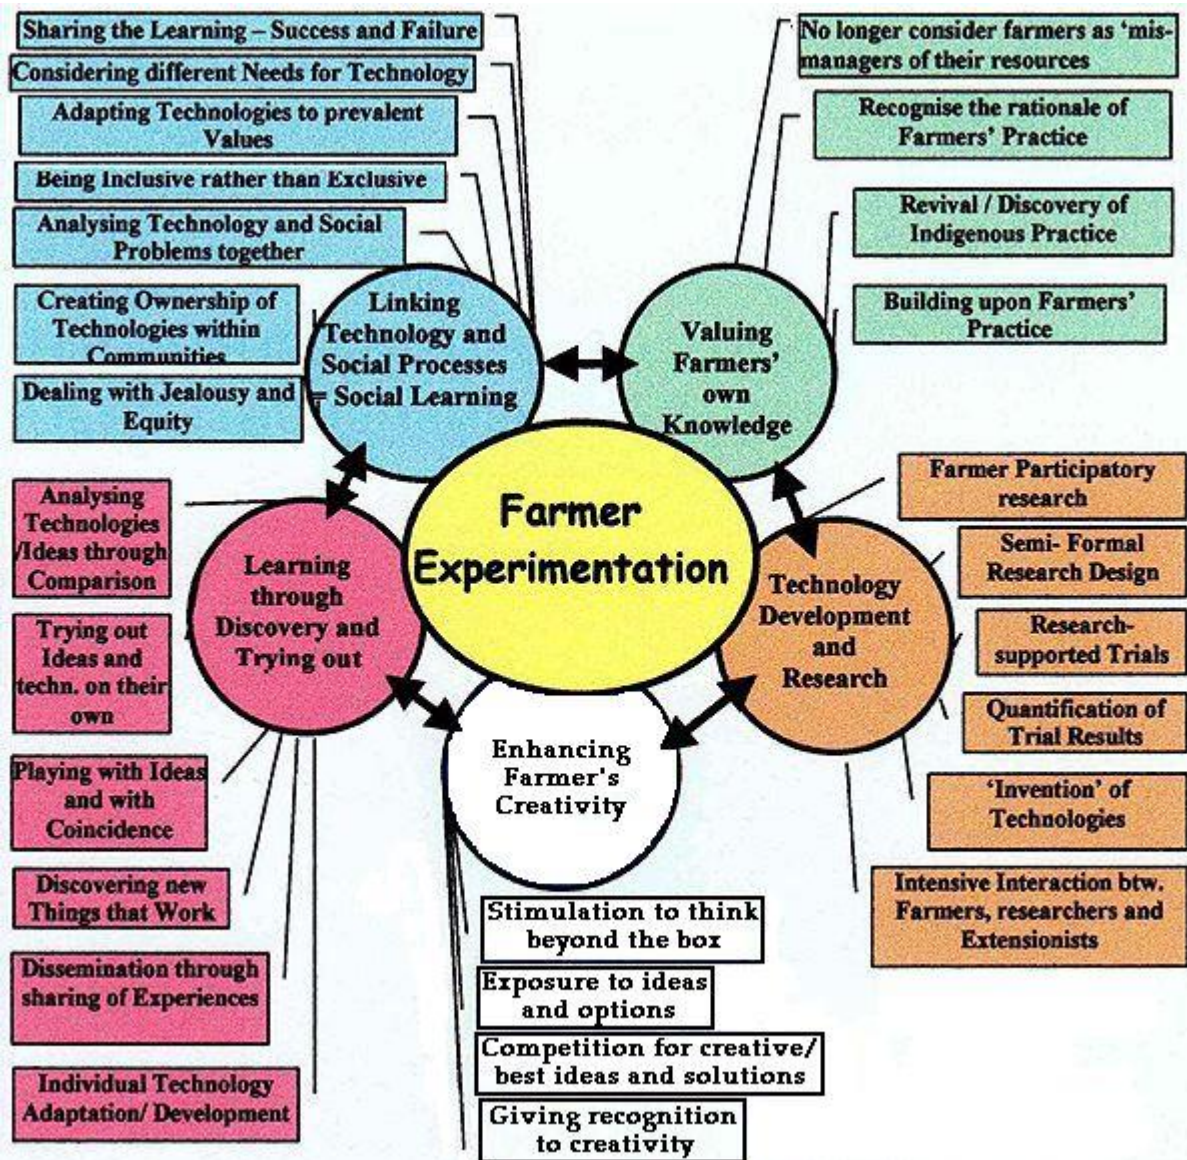 Sharing the Learning – Success and Failure
Considering different Needs for Technology
Adapting Technologies to prevalent
Values
Being Inclusive rather than Exclusive
Analysing Technology and Social
Problems together
Creating Ownership of
Technologies within
Communities
Dealing with Jealousy and
Equity
No longer consider farmers as ‘mis-
managers of their resources
Recognise the rationale of
Farmers’ Practice
Revival / Discovery of
Indigenous Practice
Building upon Farmers’
Practice
Linking
Technology and
Social Processes
= Social Learning
Valuing
Farmers’
own
Knowledge
Farmer
Experimentation
Learning
through
Discovery and
Trying out
Technology
Development
and
Research
Enhancing
Farmer's
Creativity
Analysing
Technologies
/Ideas through
Comparison
Trying out
Ideas and
techn. on their
own
Playing with Ideas
and with
Coincidence
Discovering new
Things that Work
Dissemination through
sharing of Experiences
Individual Technology
Adaptation/ Development
Farmer Participatory
research
Semi- Formal
Research Design
Research-
supported Trials
Quantification of
Trial Results
‘Invention’ of
Technologies
Intensive Interaction btw.
Farmers, researchers and
Extensionists
Stimulation to think
beyond the box
Exposure to ideas
and options
Competition for creative/
best ideas and solutions
Giving recognition
to creativity